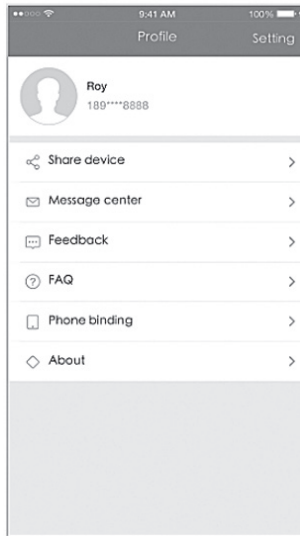 9:41 AM
100%
Profile
Setting
Roy
189****8888
Share device
Message center
Feedback
FAQ
Phone binding
About